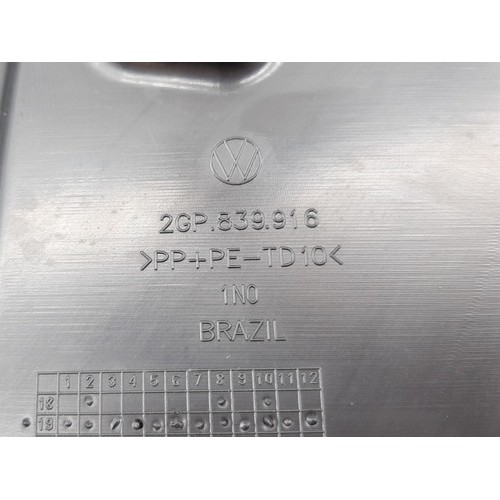 2GP.839.916
>PP+PE-TD10<
1N0
BRAZIL
1 2 3 4 5 6 7 8 9 10 11 12
18
19